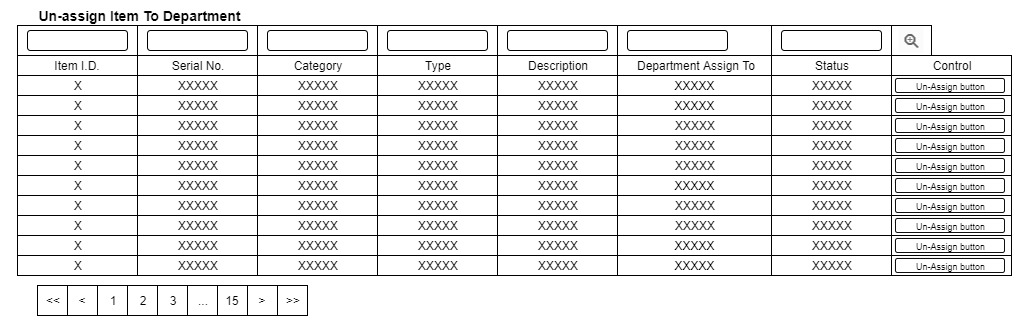 Un-assign Item To Department
Item I.D. Serial No. Category Type Description Department Assign To Status Control
X XXXXX XXXXX XXXXX XXXXX XXXXX XXXXX Un-Assign button
X XXXXX XXXXX XXXXX XXXXX XXXXX XXXXX Un-Assign button
X XXXXX XXXXX XXXXX XXXXX XXXXX XXXXX Un-Assign button
X XXXXX XXXXX XXXXX XXXXX XXXXX XXXXX Un-Assign button
X XXXXX XXXXX XXXXX XXXXX XXXXX XXXXX Un-Assign button
X XXXXX XXXXX XXXXX XXXXX XXXXX XXXXX Un-Assign button
X XXXXX XXXXX XXXXX XXXXX XXXXX XXXXX Un-Assign button
X XXXXX XXXXX XXXXX XXXXX XXXXX XXXXX Un-Assign button
X XXXXX XXXXX XXXXX XXXXX XXXXX XXXXX Un-Assign button
X XXXXX XXXXX XXXXX XXXXX XXXXX XXXXX Un-Assign button
<< < 1 2 3 ... 15 > >>